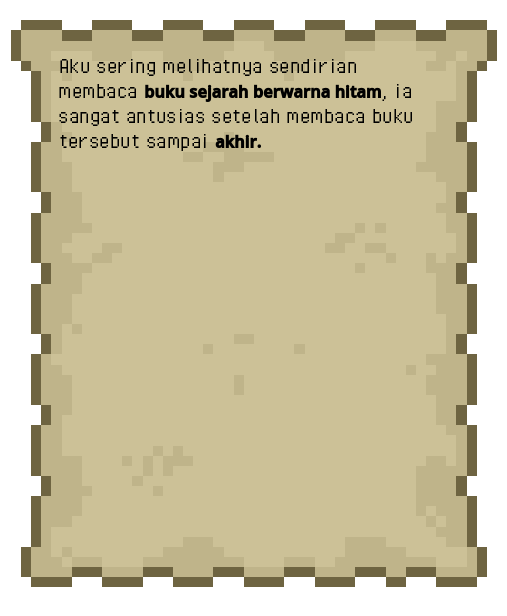 Aku sering melihatnya sendirian
membaca buku sejarah berwarna hitam, ia
sangat antusias setelah membaca buku
tersebut sampai akhir.